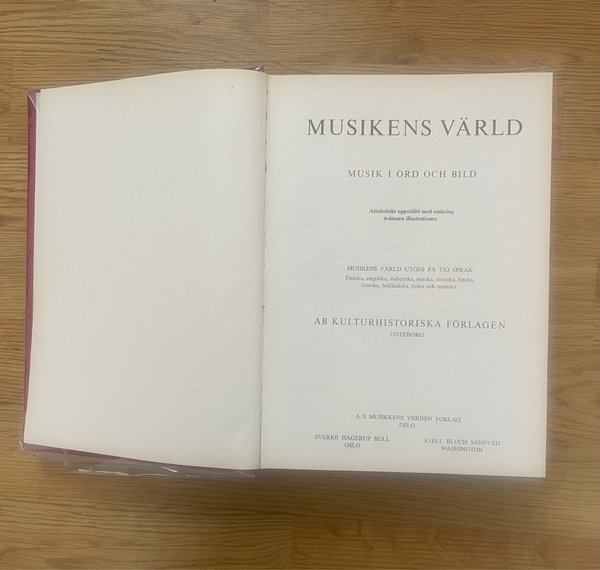 MUSIKENS VÄRLD
MUSIK I ORD OCH BILD
Alfabetiskt uppställd med omkring
tvåtusen illustrationer
MUSIKENS VÄRLD UTGES PÅ TIO SPRÅK:
Danska, engelska, italienska, norska, svenska, finska,
franska, holländska, tyska och spanska.
AB KULTURHISTORISKA FÖRLAGEN
GÖTEBORG
A/S MUSIKKENS VERDEN FORLAG
OSLO
SVERRE HAGERUP BULL
OSLO
KJELL BLOCH SANDVED
WASHINGTON